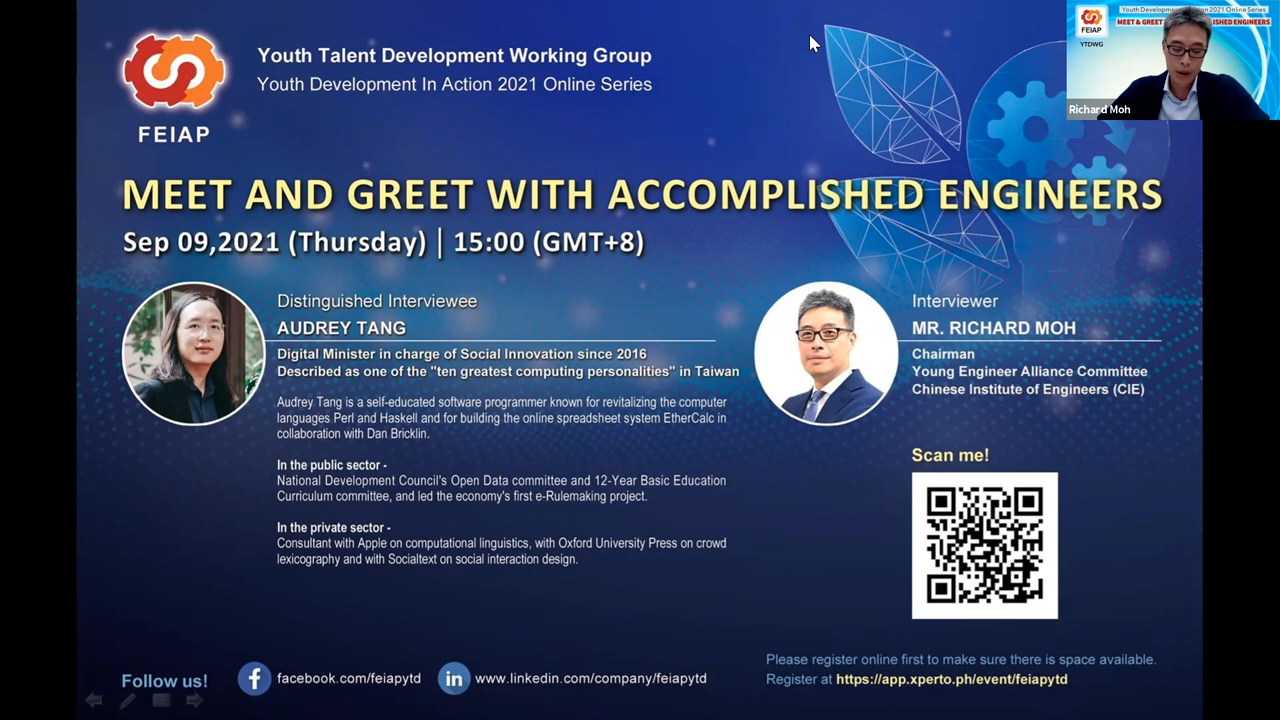 FEIAP
Youth Talent Development Working Group
Youth Development In Action 2021 Online Series
MEET AND GREET WITH ACCOMPLISHED ENGINEERS
Sep 09,2021 (Thursday) | 15:00 (GMT+8)
Distinguished Interviewee
AUDREY TANG
Digital Minister in charge of Social Innovation since 2016
Described as one of the "ten greatest computing personalities" in Taiwan
Audrey Tang is a self-educated software programmer known for revitalizing the computer
languages Perl and Haskell and for building the online spreadsheet system EtherCalc in
collaboration with Dan Bricklin.
In the public sector -
National Development Council's Open Data committee and 12-Year Basic Education
Curriculum committee, and led the economy's first e-Rulemaking project.
In the private sector -
Consultant with Apple on computational linguistics, with Oxford University Press on crowd
lexicography and with Socialtext on social interaction design.
Interviewer
MR. RICHARD MOH
Chairman
Young Engineer Alliance Committee
Chinese Institute of Engineers (CIE)
Scan me!
Please register online first to make sure there is space available.
Register at https://app.xperto.ph/event/feiapytd
Follow us!
facebook.com/feiapytd
www.linkedin.com/company/feiapytd
Youth Development 2021 Online Series
MEET & GREET
FEIAP
YTDWG
Richard Moh